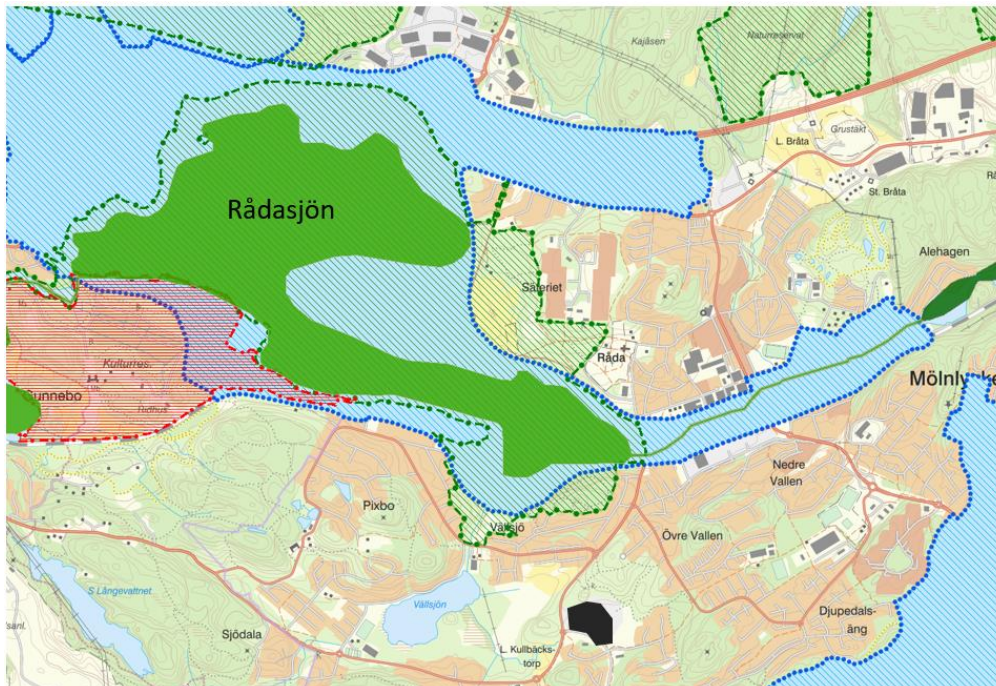 Kajåsen
Naturreservat
Grustäkt
L. Bråta
St. Bråta
Rådasjön
Alehagen
Säteriet
Råda
Kulturres.
Gunnebo
Ridhus
Mölnlycke
Nedre
Vallen
Pixbo
Vällsjö
Övre Vallen
S Långevattnet
Vällsjön
Djupedals-
äng
Sjödala
L. Kullbäcks-
torp